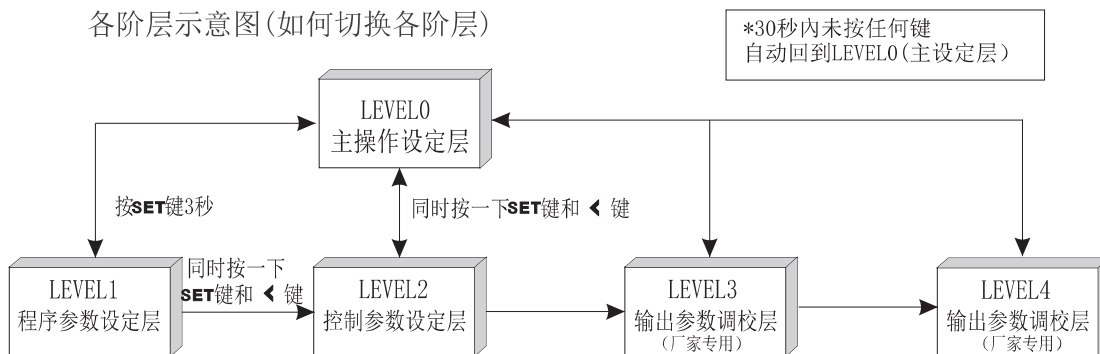 各阶层示意图(如何切换各阶层)
*30秒內未按任何键
自动回到LEVEL0(主设定层)
LEVEL0
主操作设定层
按SET键3秒
同时按一下SET键和 < 键
同时按一下
SET键和 < 键
LEVEL1
程序参数设定层
LEVEL2
控制参数设定层
LEVEL3
输出参数调校层
(厂家专用)
LEVEL4
输出参数调校层
(厂家专用)